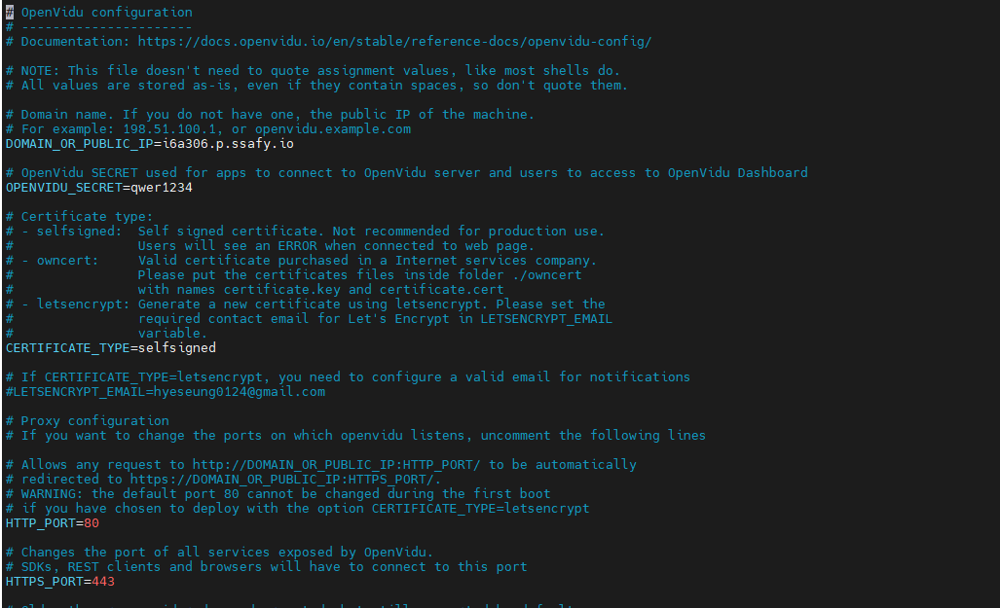 # OpenVidu configuration
# ----------------------
# Documentation: https://docs.openvidu.io/en/stable/reference-docs/openvidu-config/
# NOTE: This file doesn't need to quote assignment values, like most shells do.
# All values are stored as-is, even if they contain spaces, so don't quote them.
# Domain name. If you do not have one, the public IP of the machine.
# For example: 198.51.100.1, or openvidu.example.com
DOMAIN_OR_PUBLIC_IP=i6a306.p.ssafy.io
# OpenVidu SECRET used for apps to connect to OpenVidu server and users to access to OpenVidu Dashboard
OPENVIDU_SECRET=qwer1234
# Certificate type:
# - selfsigned:  Self signed certificate. Not recommended for production use.
#                Users will see an ERROR when connected to web page.
# - owncert:     Valid certificate purchased in a Internet services company.
#                Please put the certificates files inside folder ./owncert
#                with names certificate.key and certificate.cert
# - letsencrypt: Generate a new certificate using letsencrypt. Please set the
#                required contact email for Let's Encrypt in LETSENCRYPT_EMAIL
#                variable.
CERTIFICATE_TYPE=selfsigned
# If CERTIFICATE_TYPE=letsencrypt, you need to configure a valid email for notifications
#LETSENCRYPT_EMAIL=hyeseung0124@gmail.com
# Proxy configuration
# If you want to change the ports on which openvidu listens, uncomment the following lines
# Allows any request to http://DOMAIN_OR_PUBLIC_IP:HTTP_PORT/ to be automatically
# redirected to https://DOMAIN_OR_PUBLIC_IP:HTTPS_PORT/.
# WARNING: the default port 80 cannot be changed during the first boot
# if you have chosen to deploy with the option CERTIFICATE_TYPE=letsencrypt
HTTP_PORT=80
# Changes the port of all services exposed by OpenVidu.
# SDKs, REST clients and browsers will have to connect to this port
HTTPS_PORT=443